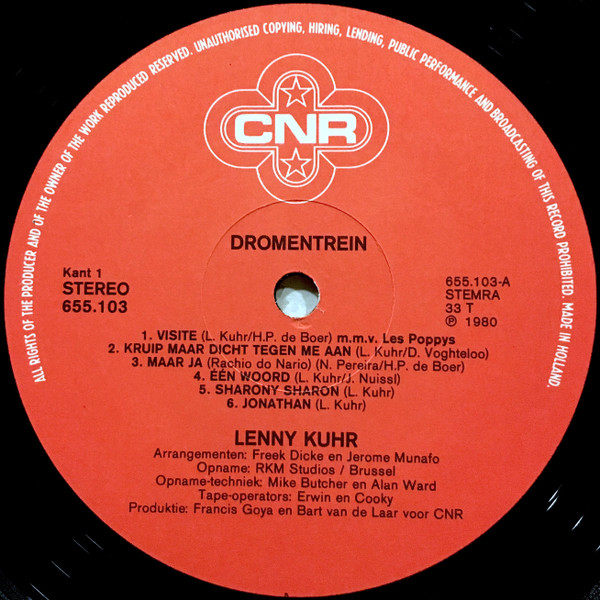 ALL RIGHTS OF THE PRODUCER AND OF THE OWNER OF THE WORK REPRODUCED RESERVED. UNAUTHORISED COPYING, HIRING, LENDING, PUBLIC PERFORMANCE AND BROADCASTING OF THIS RECORD PROHIBITED. MADE IN HOLLAND.
CNR
DROMENTREIN
Kant 1
STEREO
655.103
655.103-A
STEMRA
33 T
℗ 1980
1. VISITE (L. Kuhr/H.P. de Boer) m.m.v. Les Poppys
2. KRUIP MAAR DICHT TEGEN ME AAN (L. Kuhr/D. Voghteloo)
3. MAAR JA (Rachio do Nario) (N. Pereira/H.P. de Boer)
4. ÉÉN WOORD (L. Kuhr/J. Nuissl)
5. SHARONY SHARON (L. Kuhr)
6. JONATHAN (L. Kuhr)
LENNY KUHR
Arrangementen: Freek Dicke en Jerome Munafo
Opname: RKM Studios / Brussel
Opname-techniek: Mike Butcher en Alan Ward
Tape-operators: Erwin en Cooky
Produktie: Francis Goya en Bart van de Laar voor CNR